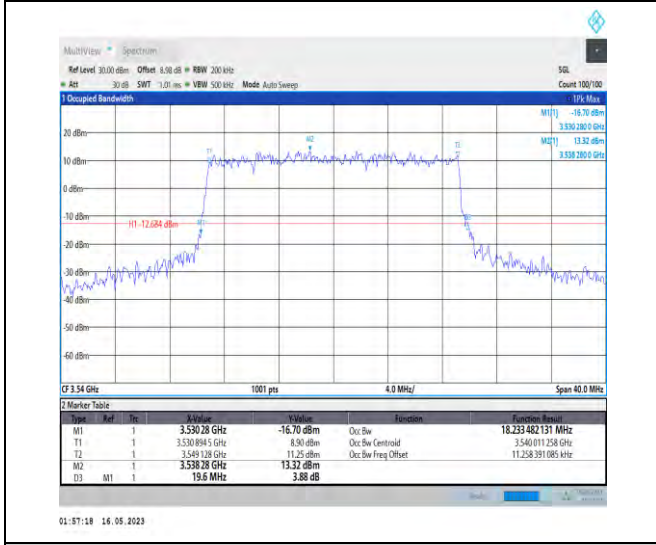 MultiView Spectrum
Ref Level 30.00 dBm Offset 8.98 dB RBW 200 kHz SGL
Att 30 dB SWT 1.01 ms VBW 500 kHz Mode Auto Sweep Count 100/100
1 Occupied Bandwidth 1Pk Max
M1[1] -16.70 dBm
3.530 280 0 GHz
M2[1] 13.32 dBm
3.538 280 0 GHz
20 dBm
T1 M2 T2
10 dBm
0 dBm
-10 dBm
H1 -12.684 dBm
-20 dBm
-30 dBm
-40 dBm
-50 dBm
-60 dBm
CF 3.54 GHz 1001 pts 4.0 MHz/ Span 40.0 MHz
2 Marker Table
Type Ref Trc X-Value Y-Value Function Function Result
M1 1 3.53028 GHz -16.70 dBm Occ Bw 18.233 482 131 MHz
T1 1 3.530 894 5 GHz 8.90 dBm Occ Bw Centroid 3.540 011 258 GHz
T2 1 3.549 128 GHz 11.25 dBm Occ Bw Freq Offset 11.258 391 085 kHz
M2 1 3.53828 GHz 13.32 dBm
D3 M1 1 19.6 MHz 3.88 dB
01:57:18 16.05.2023